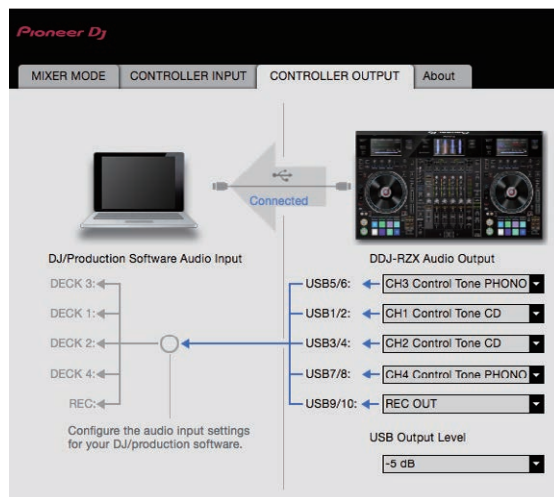 Pioneer Dj
MIXER MODE
CONTROLLER INPUT
CONTROLLER OUTPUT
About
Connected
DJ/Production Software Audio Input
DDJ-RZX Audio Output
DECK 3:
DECK 1:
DECK 2:
DECK 4:
REC:
USB5/6: CH3 Control Tone PHONO
USB1/2: CH1 Control Tone CD
USB3/4: CH2 Control Tone CD
USB7/8: CH4 Control Tone PHONO
USB9/10: REC OUT
Configure the audio input settings
for your DJ/production software.
USB Output Level
-5 dB